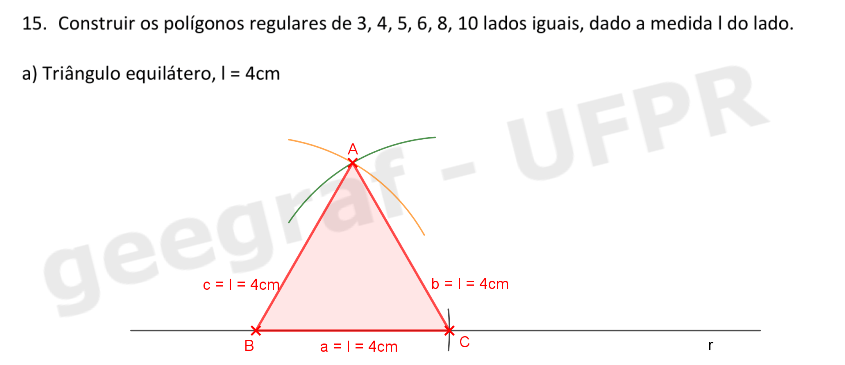 15. Construir os polígonos regulares de 3, 4, 5, 6, 8, 10 lados iguais, dado a medida l do lado.
a) Triângulo equilátero, l = 4cm
geegraf - UFPR
A
c = l = 4cm
b = l = 4cm
B
a = l = 4cm
C
r